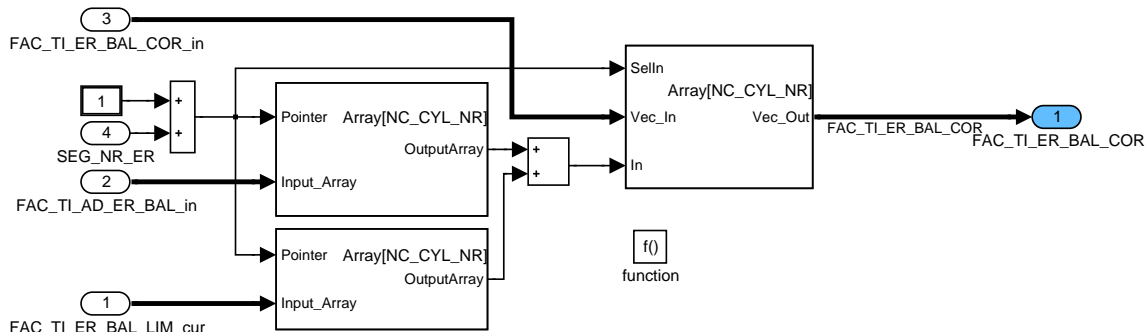 3
FAC_TI_ER_BAL_COR_in
1
+
+
4
SEG_NR_ER
2
FAC_TI_AD_ER_BAL_in
1
FAC_TI_ER_BAL_LIM_cur
Pointer
Array[NC_CYL_NR]
OutputArray
Input_Array
Pointer
Array[NC_CYL_NR]
OutputArray
Input_Array
+
+
SelIn
Array[NC_CYL_NR]
Vec_In
Vec_Out
In
f()
function
FAC_TI_ER_BAL_COR
1
FAC_TI_ER_BAL_COR